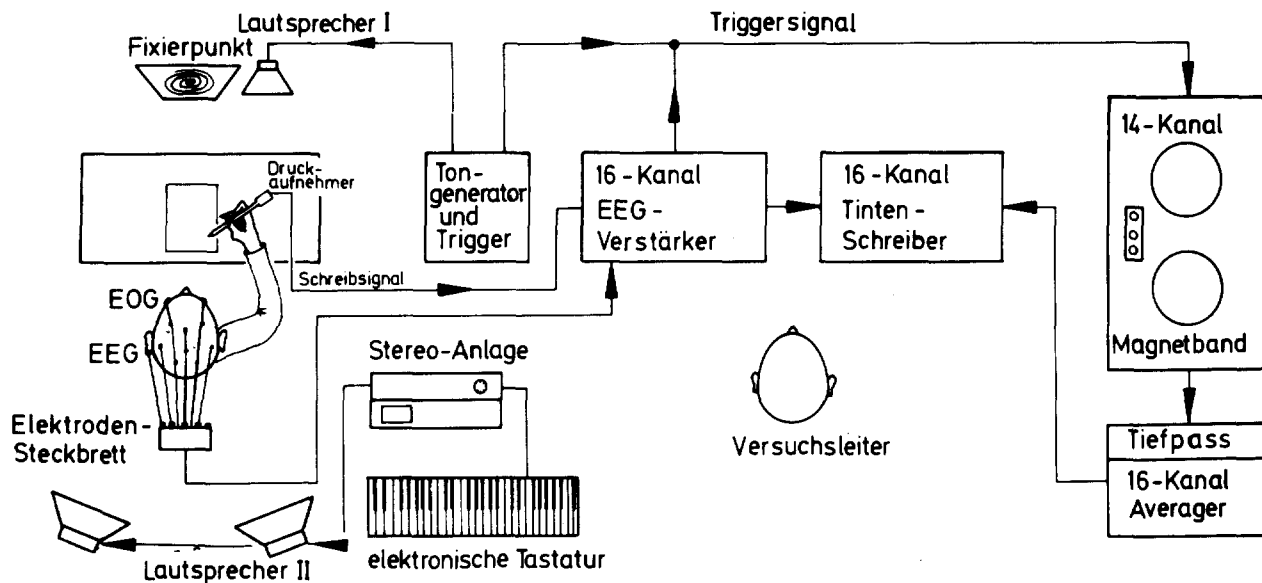 Lautsprecher I
Fixierpunkt
Triggersignal
Druck-
aufnehmer
Ton-
generator
und
Trigger
16-Kanal
EEG-
Verstärker
16-Kanal
Tinten-
Schreiber
14-Kanal
Magnetband
Schreibsignal
EOG
EEG
Elektroden-
Steckbrett
Stereo-Anlage
Versuchsleiter
Tiefpass
16-Kanal
Averager
elektronische Tastatur
Lautsprecher II